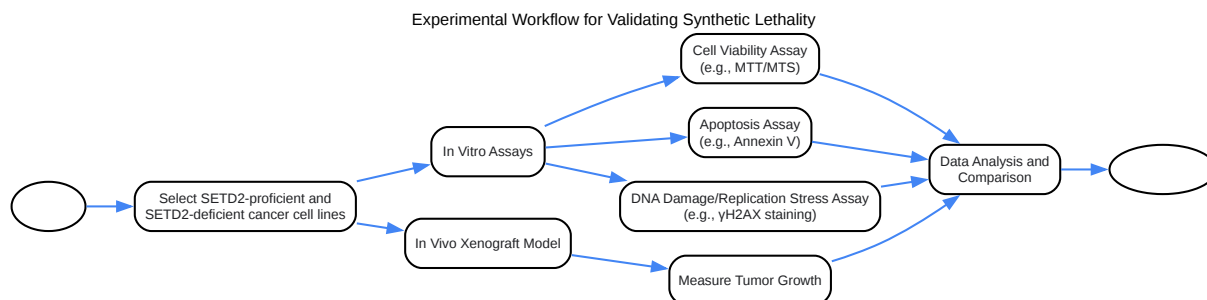 Experimental Workflow for Validating Synthetic Lethality
Cell Viability Assay
(e.g., MTT/MTS)
Apoptosis Assay
(e.g., Annexin V)
In Vitro Assays
Data Analysis and
Comparison
Select SETD2-proficient and
SETD2-deficient cancer cell lines
DNA Damage/Replication Stress Assay
(e.g., γH2AX staining)
In Vivo Xenograft Model
Measure Tumor Growth